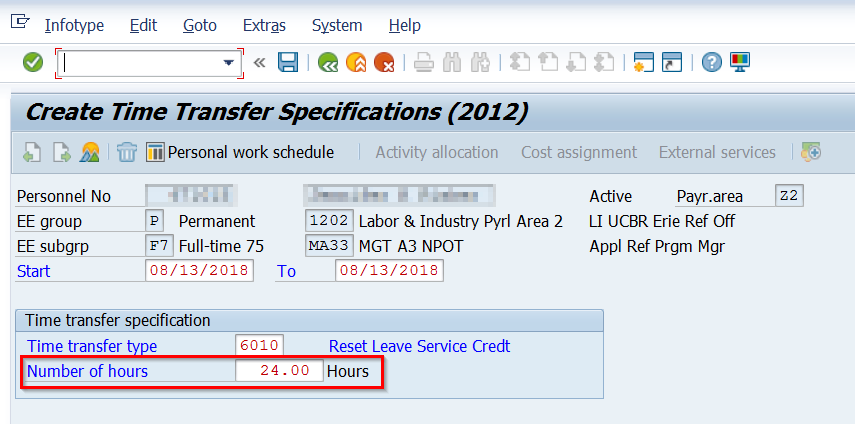 Infotype Edit Goto Extras System Help
Create Time Transfer Specifications (2012)
Personal work schedule Activity allocation Cost assignment External services
Personnel No Active Payr.area Z2
EE group P Permanent 1202 Labor & Industry Pyrl Area 2 LI UCBR Erie Ref Off
EE subgrp F7 Full-time 75 MA33 MGT A3 NPOT Appl Ref Prgm Mgr
Start 08/13/2018 To 08/13/2018
Time transfer specification
Time transfer type 6010 Reset Leave Service Credt
Number of hours 24.00 Hours